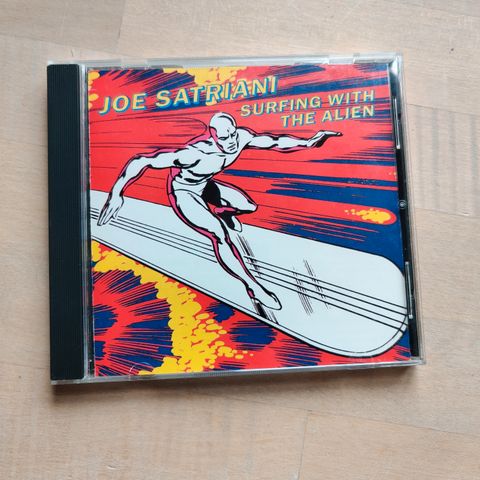 JOE SATRIANI
SURFING WITH
THE ALIEN